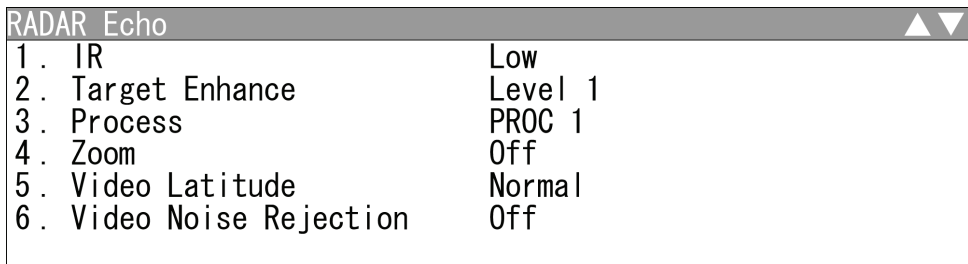 RADAR Echo ▲▼
1. IR Low
2. Target Enhance Level 1
3. Process PROC 1
4. Zoom Off
5. Video Latitude Normal
6. Video Noise Rejection Off